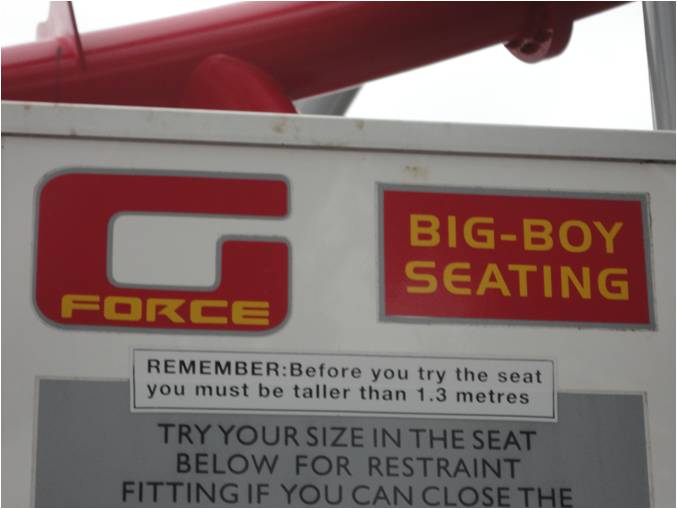 G
FORCE
BIG-BOY
SEATING
REMEMBER:Before you try the seat
you must be taller than 1.3 metres
TRY YOUR SIZE IN THE SEAT
BELOW FOR RESTRAINT
FITTING IF YOU CAN CLOSE THE